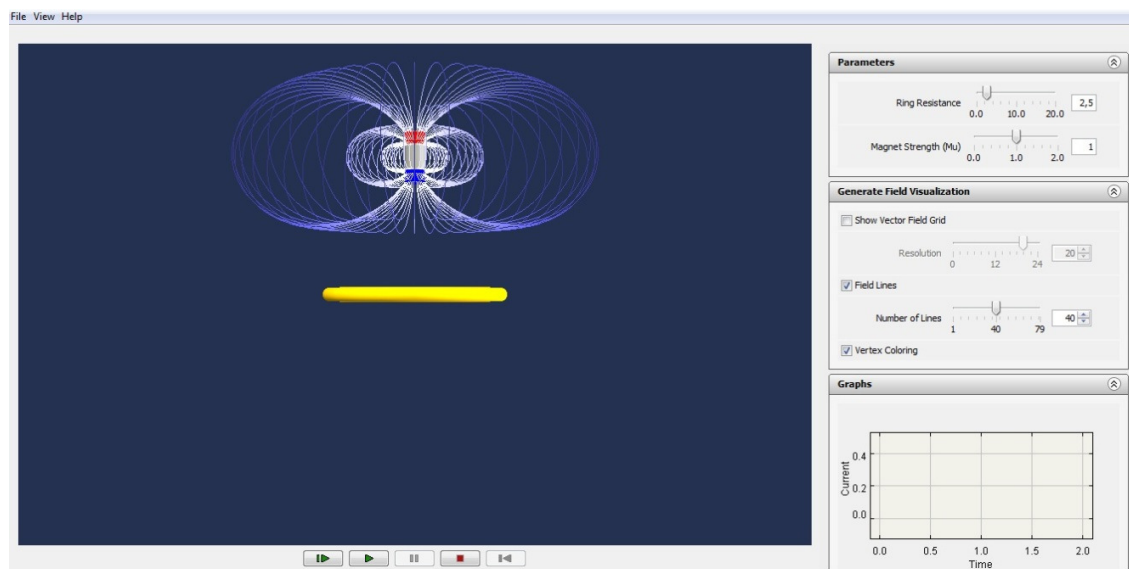 File View Help
Parameters
Ring Resistance
2,5
0.0 10.0 20.0
Magnet Strength (Mu)
1
0.0 1.0 2.0
Generate Field Visualization
Show Vector Field Grid
Resolution
20
0 12 24
Field Lines
Number of Lines
40
1 40 79
Vertex Coloring
Graphs
Current
0.4
0.2
0.0
0.0 0.5 1.0 1.5 2.0
Time